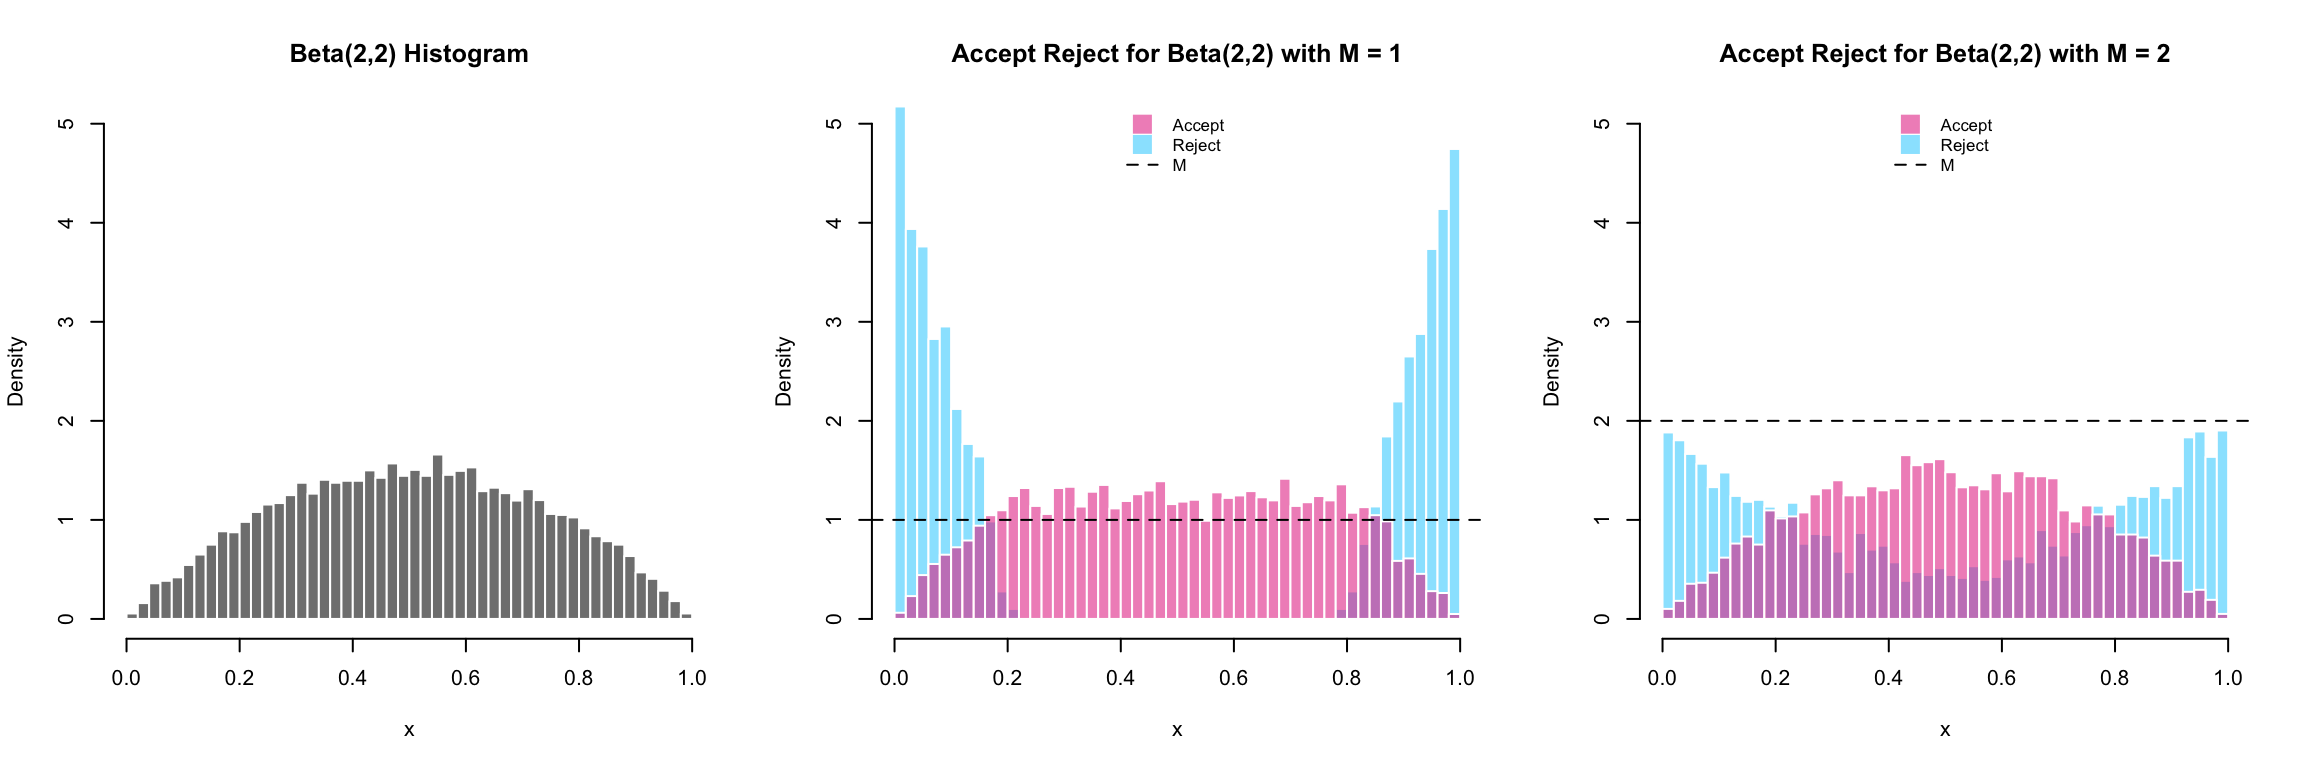 Beta(2,2) Histogram
Density
5
4
3
2
1
0
0.0 0.2 0.4 0.6 0.8 1.0
x
Accept Reject for Beta(2,2) with M = 1
Accept
Reject
M
Density
5
4
3
2
1
0
0.0 0.2 0.4 0.6 0.8 1.0
x
Accept Reject for Beta(2,2) with M = 2
Accept
Reject
M
Density
5
4
3
2
1
0
0.0 0.2 0.4 0.6 0.8 1.0
x